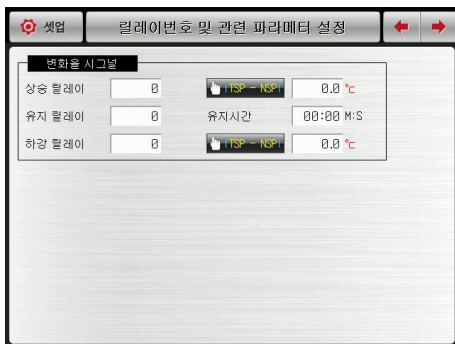 셋업 릴레이번호 및 관련 파라메터 설정
변화율 시그널
상승 릴레이 0 |TSP - NSP| 0.0 ℃
유지 릴레이 0 유지시간 00:00 M:S
하강 릴레이 0 |TSP - NSP| 0.0 ℃